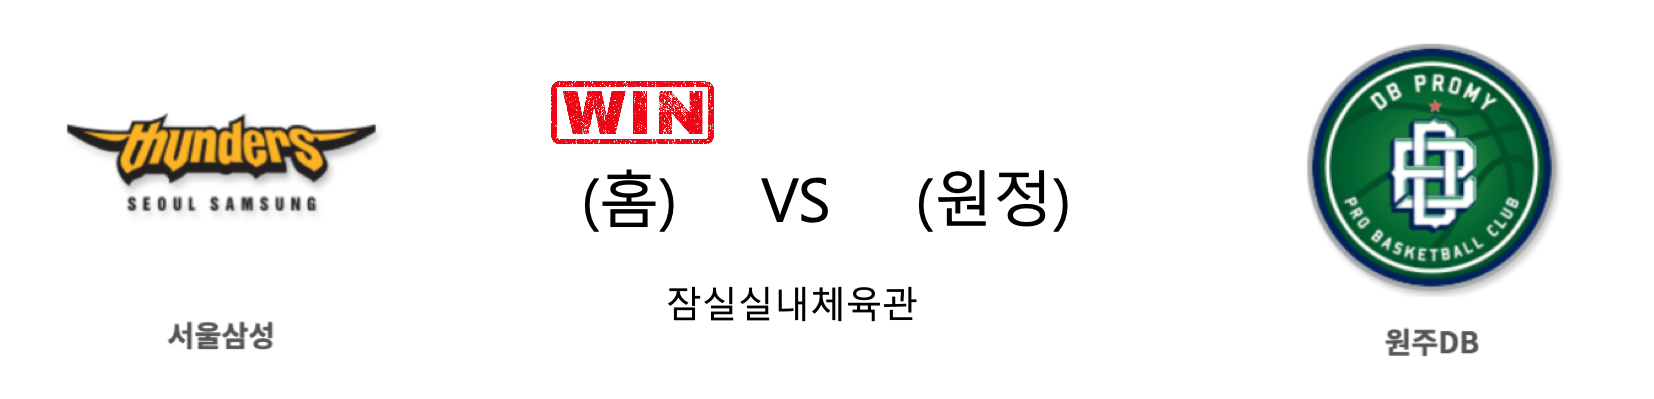 thunders
SEOUL SAMSUNG
서울삼성
WIN
(홈) VS (원정)
잠실실내체육관
DB PROMY
DB
PRO BASKETBALL CLUB
원주DB